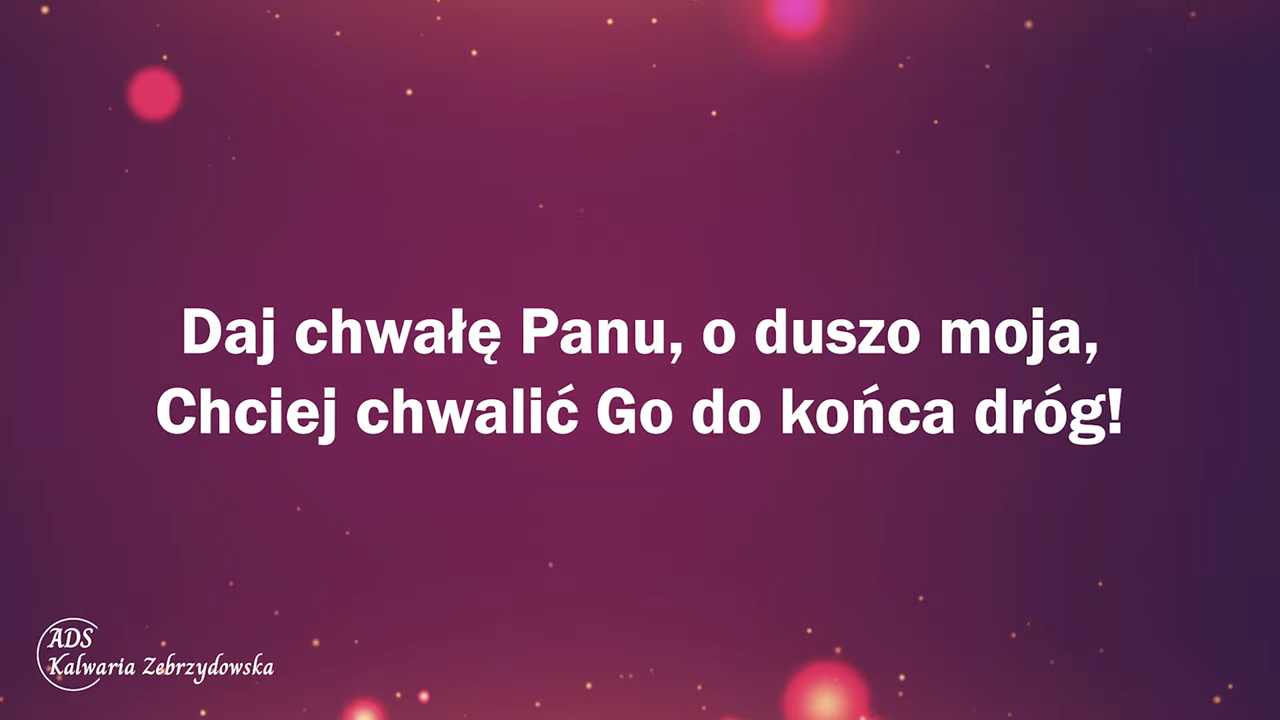 Daj chwałę Panu, o duszo moja,
Chciej chwalić Go do końca dróg!
ADS
Kalwaria Zebrzydowska